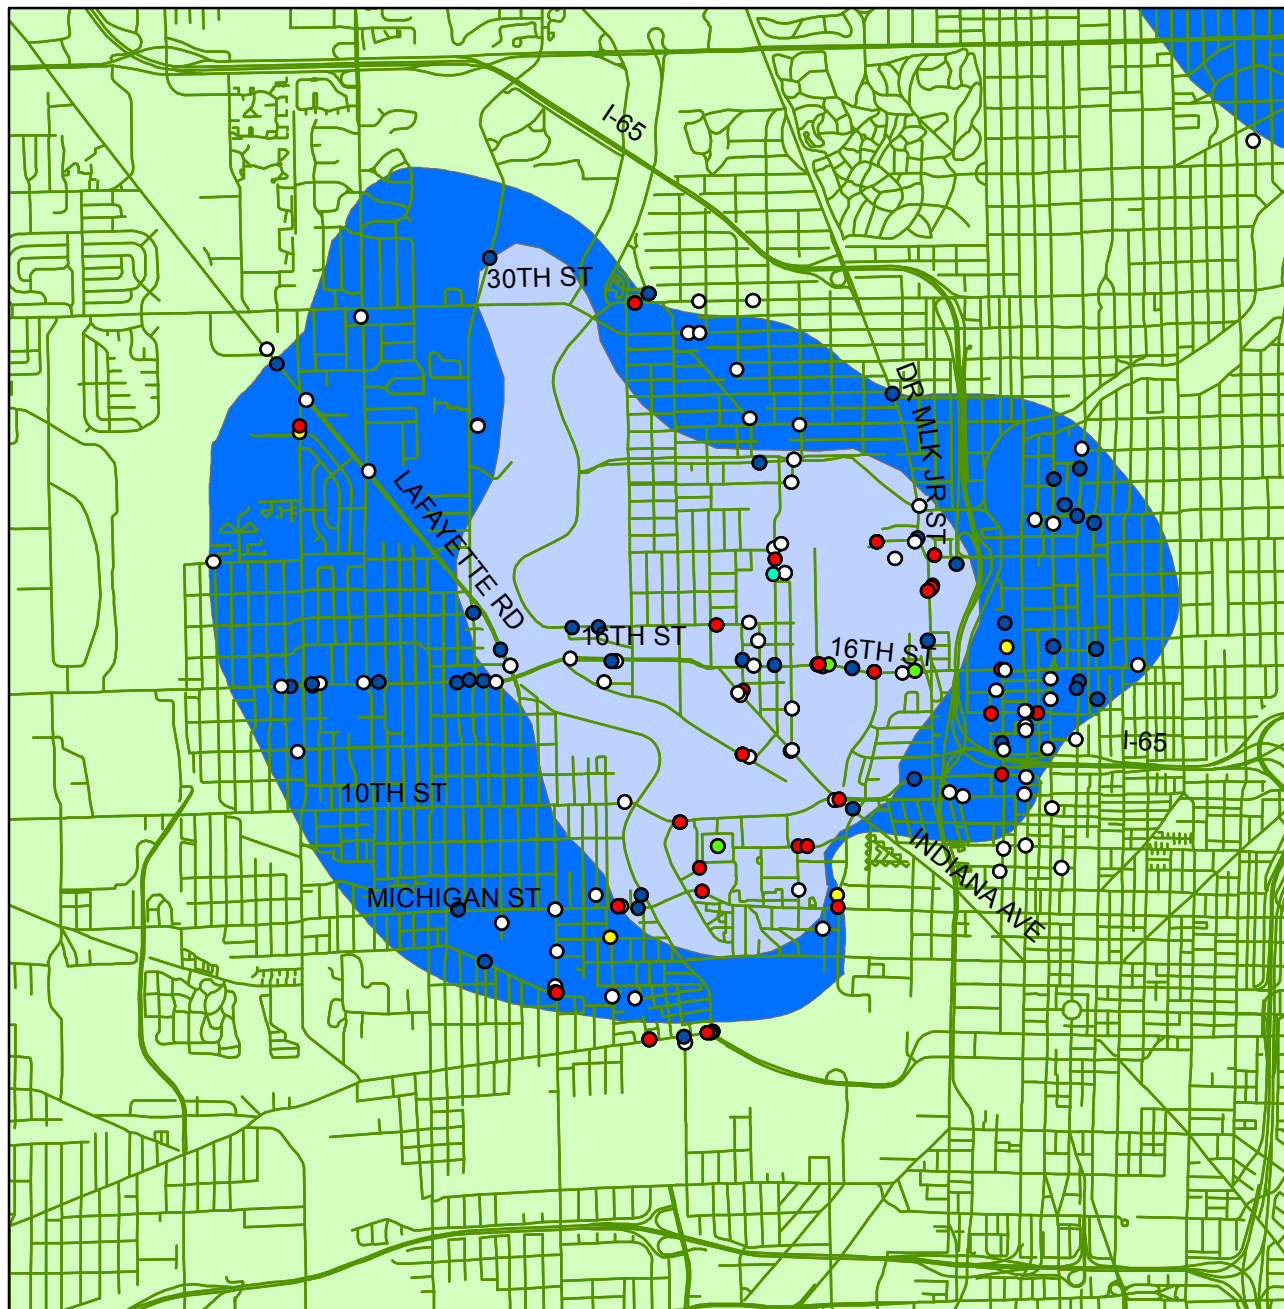 I-65
30TH ST
DR MLK JR ST
LAFAYETTE RD
16TH ST
16TH ST
I-65
10TH ST
INDIANA AVE
MICHIGAN ST